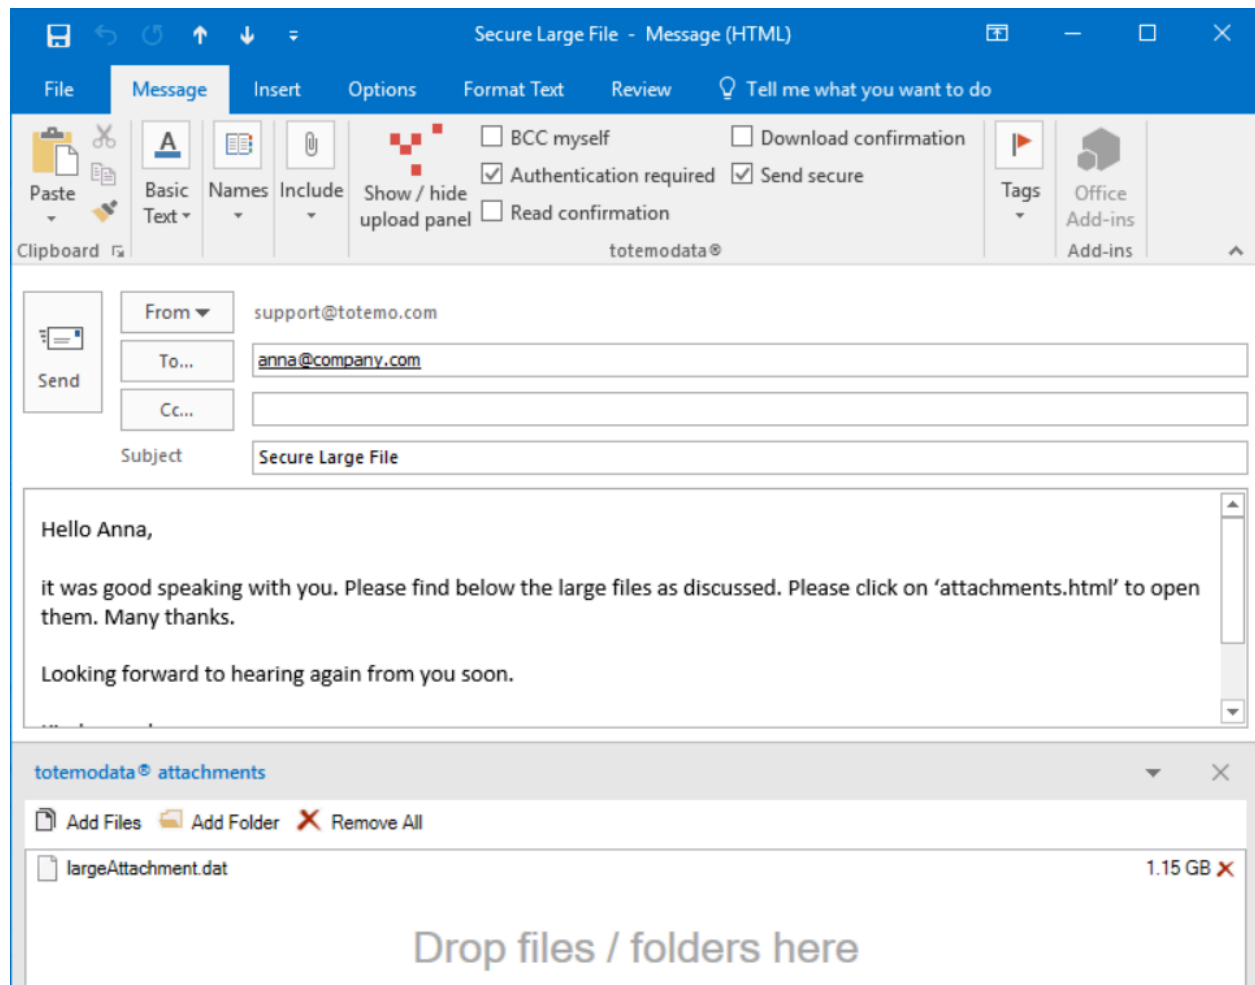 Secure Large File - Message (HTML)
File Message Insert Options Format Text Review Tell me what you want to do
Paste
Basic Text
Names
Include
Show / hide upload panel
BCC myself
Authentication required
Read confirmation
Download confirmation
Send secure
Tags
Office Add-ins
Clipboard
totemodata®
Add-ins
Send
From support@totemo.com
To... anna@company.com
Cc...
Subject Secure Large File
Hello Anna,
it was good speaking with you. Please find below the large files as discussed. Please click on ‘attachments.html’ to open
them. Many thanks.
Looking forward to hearing again from you soon.
totemodata® attachments
Add Files Add Folder Remove All
largeAttachment.dat 1.15 GB
Drop files / folders here